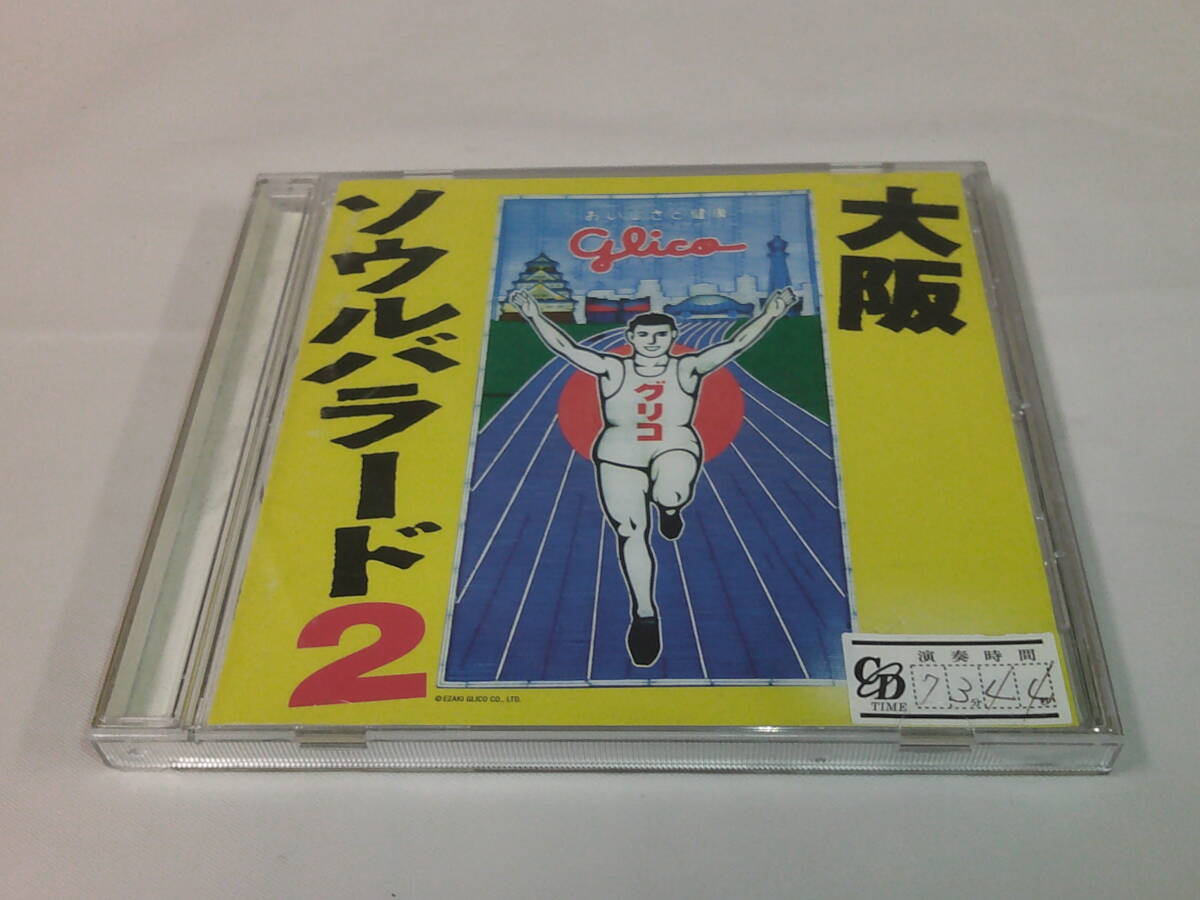 大阪
ソウルバラード2
おいしさと健康
Glico
グリコ
© EZAKI GLICO CO., LTD.
演奏時間
CD TIME 73分44秒